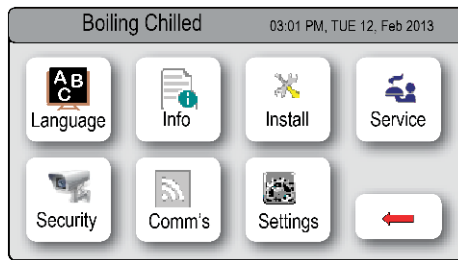 Boiling Chilled 03:01 PM, TUE 12, Feb 2013
A B
C
Language Info Install Service
Security Comm's Settings